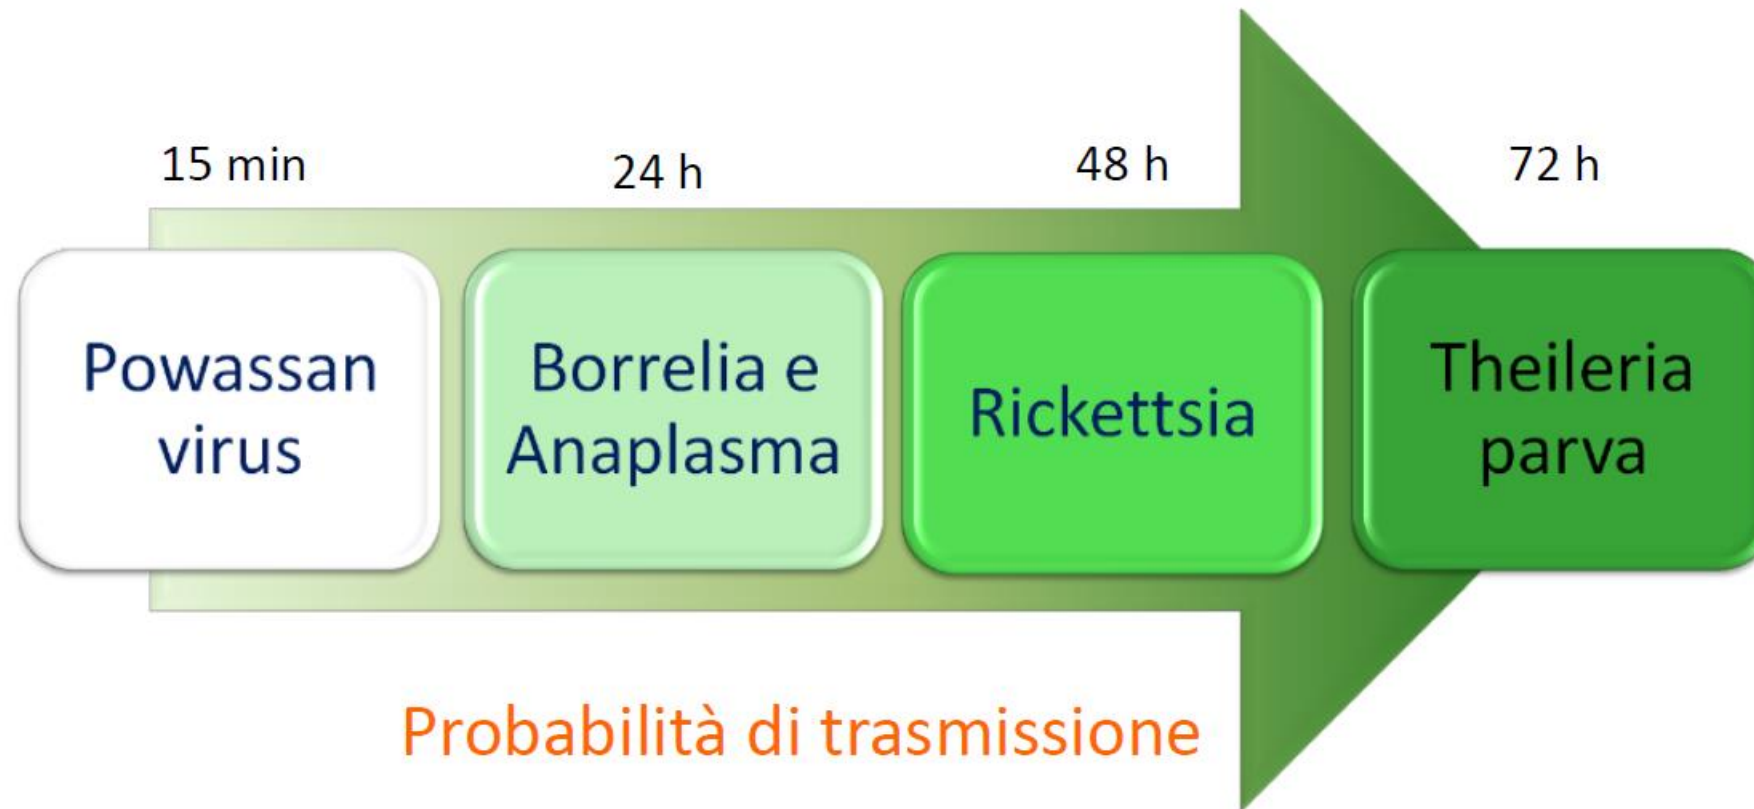 15 min
24 h
48 h
72 h
Powassan
virus
Borrelia e
Anaplasma
Rickettsia
Theileria
parva
Probabilità di trasmissione